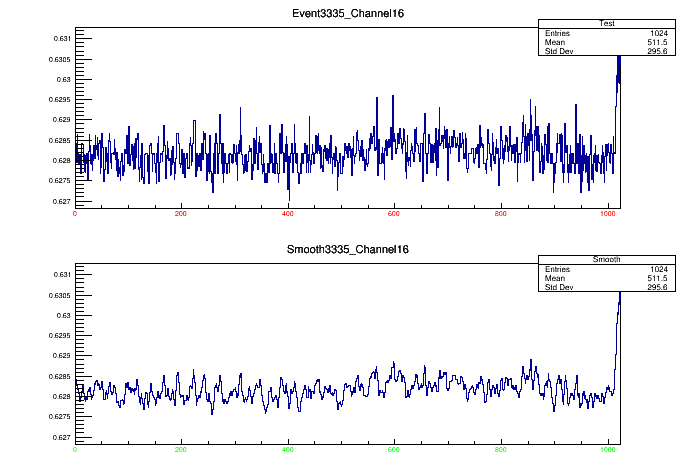 Event3335_Channel16
Test
Entries 1024
Mean 511.5
Std Dev 295.6
0.631
0.6305
0.63
0.6295
0.629
0.6285
0.628
0.6275
0.627
0 200 400 600 800 1000
Smooth3335_Channel16
Smooth
Entries 1024
Mean 511.5
Std Dev 295.6
0.631
0.6305
0.63
0.6295
0.629
0.6285
0.628
0.6275
0.627
0 200 400 600 800 1000